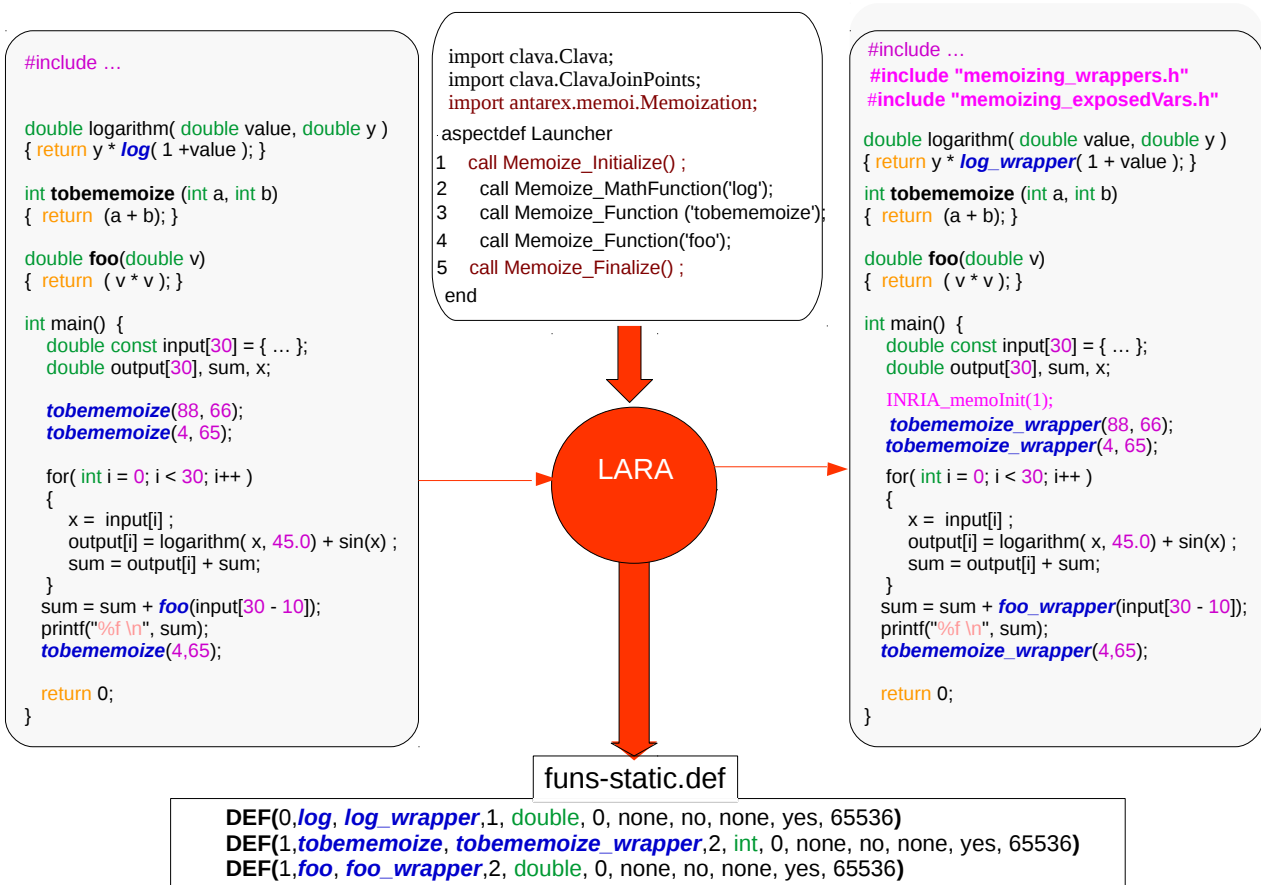 #include …
double logarithm( double value, double y )
{ return y * log( 1 +value ); }
int tobememoize (int a, int b)
{ return (a + b); }
double foo(double v)
{ return ( v * v ); }
int main() {
double const input[30] = { … };
double output[30], sum, x;
tobememoize(88, 66);
tobememoize(4, 65);
for( int i = 0; i < 30; i++ )
{
x = input[i] ;
output[i] = logarithm( x, 45.0) + sin(x) ;
sum = output[i] + sum;
}
sum = sum + foo(input[30 - 10]);
printf("%f \n", sum);
tobememoize(4,65);
return 0;
}
import clava.Clava;
import clava.ClavaJoinPoints;
import antarex.memoi.Memoization;
aspectdef Launcher
1 call Memoize_Initialize() ;
2 call Memoize_MathFunction('log');
3 call Memoize_Function ('tobememoize');
4 call Memoize_Function('foo');
5 call Memoize_Finalize() ;
end
LARA
#include …
#include "memoizing_wrappers.h"
#include "memoizing_exposedVars.h"
double logarithm( double value, double y )
{ return y * log_wrapper( 1 + value ); }
int tobememoize (int a, int b)
{ return (a + b); }
double foo(double v)
{ return ( v * v ); }
int main() {
double const input[30] = { … };
double output[30], sum, x;
INRIA_memoInit(1);
tobememoize_wrapper(88, 66);
tobememoize_wrapper(4, 65);
for( int i = 0; i < 30; i++ )
{
x = input[i] ;
output[i] = logarithm( x, 45.0) + sin(x) ;
sum = output[i] + sum;
}
sum = sum + foo_wrapper(input[30 - 10]);
printf("%f \n", sum);
tobememoize_wrapper(4,65);
return 0;
}
funs-static.def
DEF(0,log, log_wrapper,1, double, 0, none, no, none, yes, 65536)
DEF(1,tobememoize, tobememoize_wrapper,2, int, 0, none, no, none, yes, 65536)
DEF(1,foo, foo_wrapper,2, double, 0, none, no, none, yes, 65536)